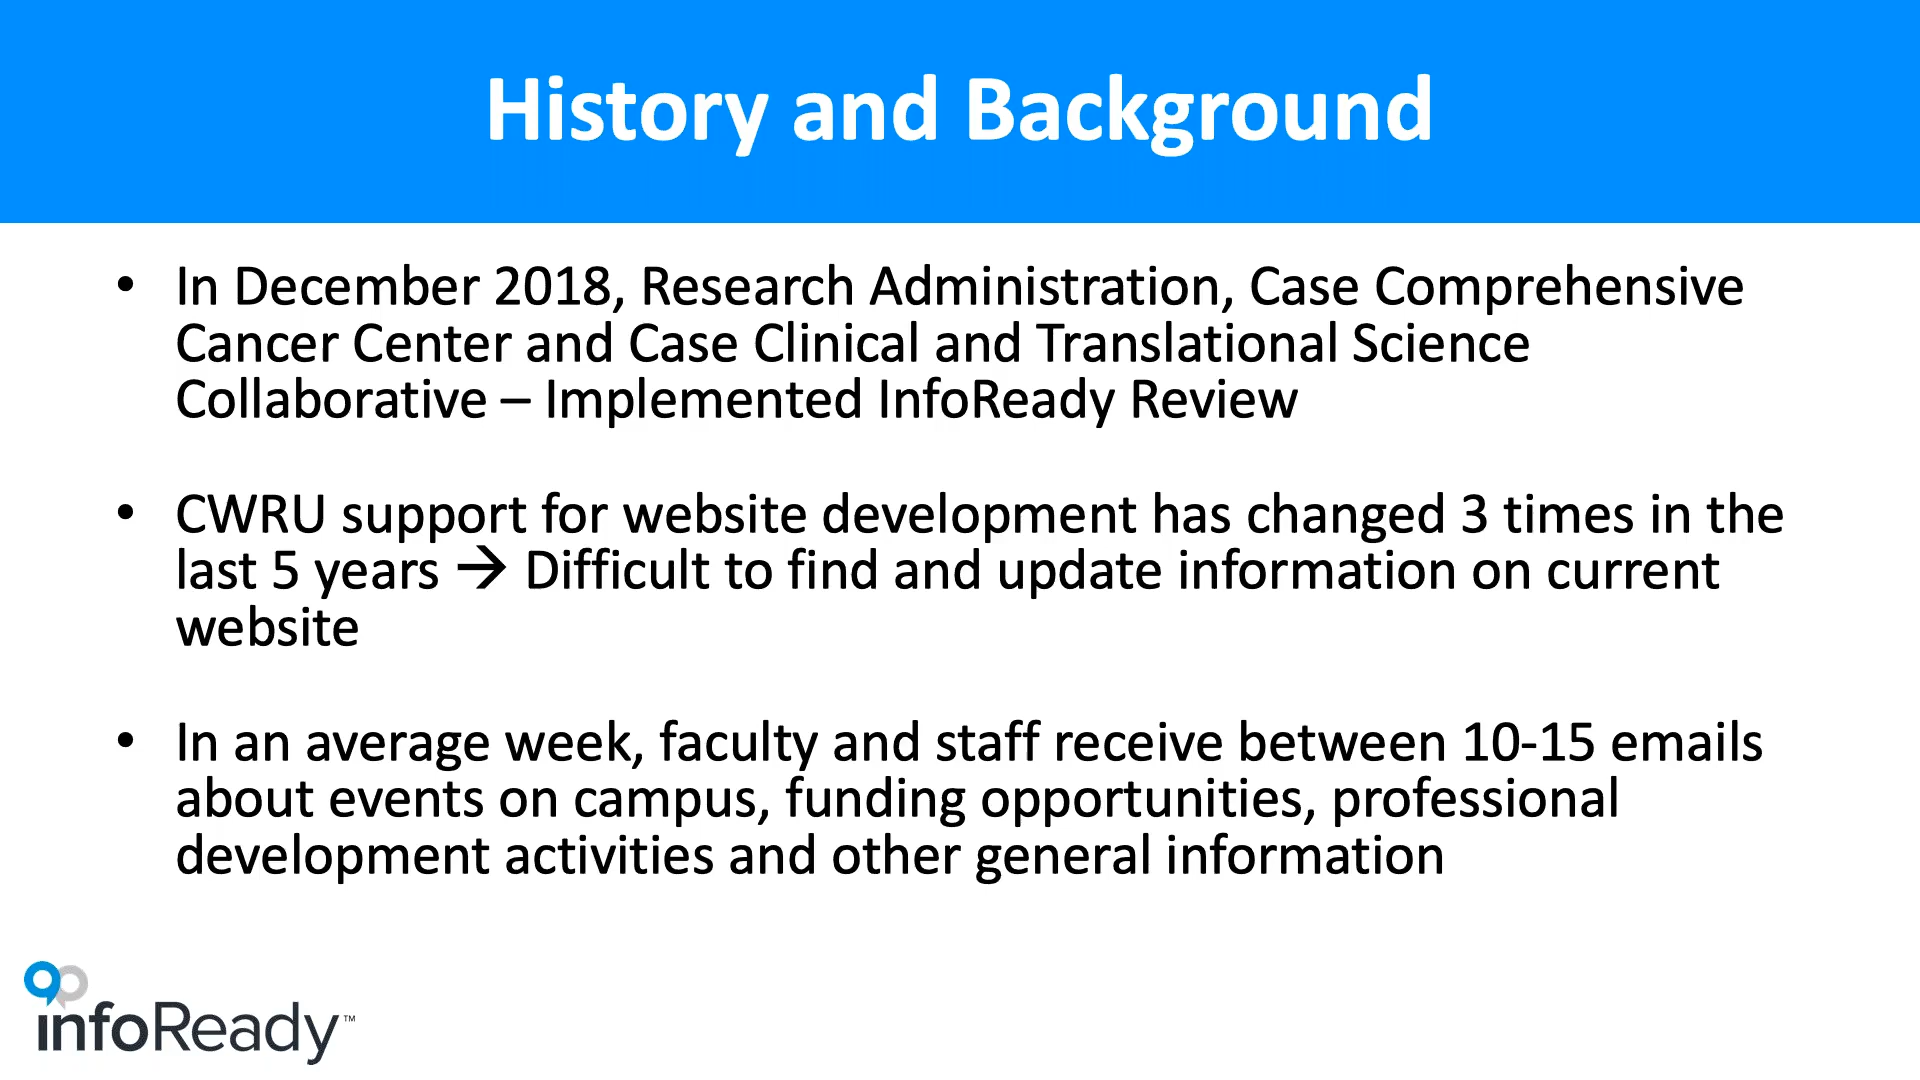 History and Background
• In December 2018, Research Administration, Case Comprehensive
Cancer Center and Case Clinical and Translational Science
Collaborative – Implemented InfoReady Review
• CWRU support for website development has changed 3 times in the
last 5 years → Difficult to find and update information on current
website
• In an average week, faculty and staff receive between 10-15 emails
about events on campus, funding opportunities, professional
development activities and other general information
infoReady™